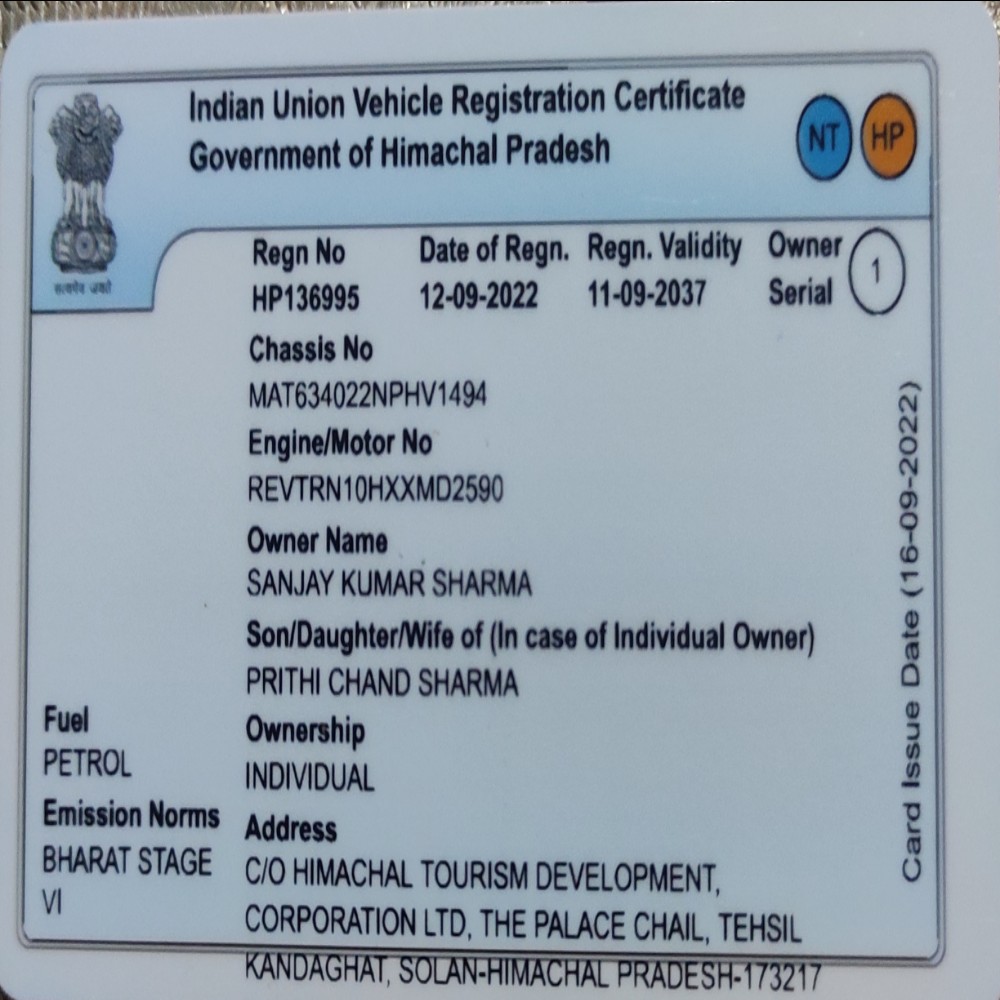 Indian Union Vehicle Registration Certificate
Government of Himachal Pradesh
NT HP
सत्यमेव जयते
Regn No Date of Regn. Regn. Validity Owner Serial 1
HP136995 12-09-2022 11-09-2037
Chassis No
MAT634022NPHV1494
Engine/Motor No
REVTRN10HXXMD2590
Owner Name
SANJAY KUMAR SHARMA
Son/Daughter/Wife of (In case of Individual Owner)
PRITHI CHAND SHARMA
Fuel
PETROL
Ownership
INDIVIDUAL
Emission Norms
BHARAT STAGE
VI
Address
C/O HIMACHAL TOURISM DEVELOPMENT,
CORPORATION LTD, THE PALACE CHAIL, TEHSIL
KANDAGHAT, SOLAN-HIMACHAL PRADESH-173217
Card Issue Date (16-09-2022)